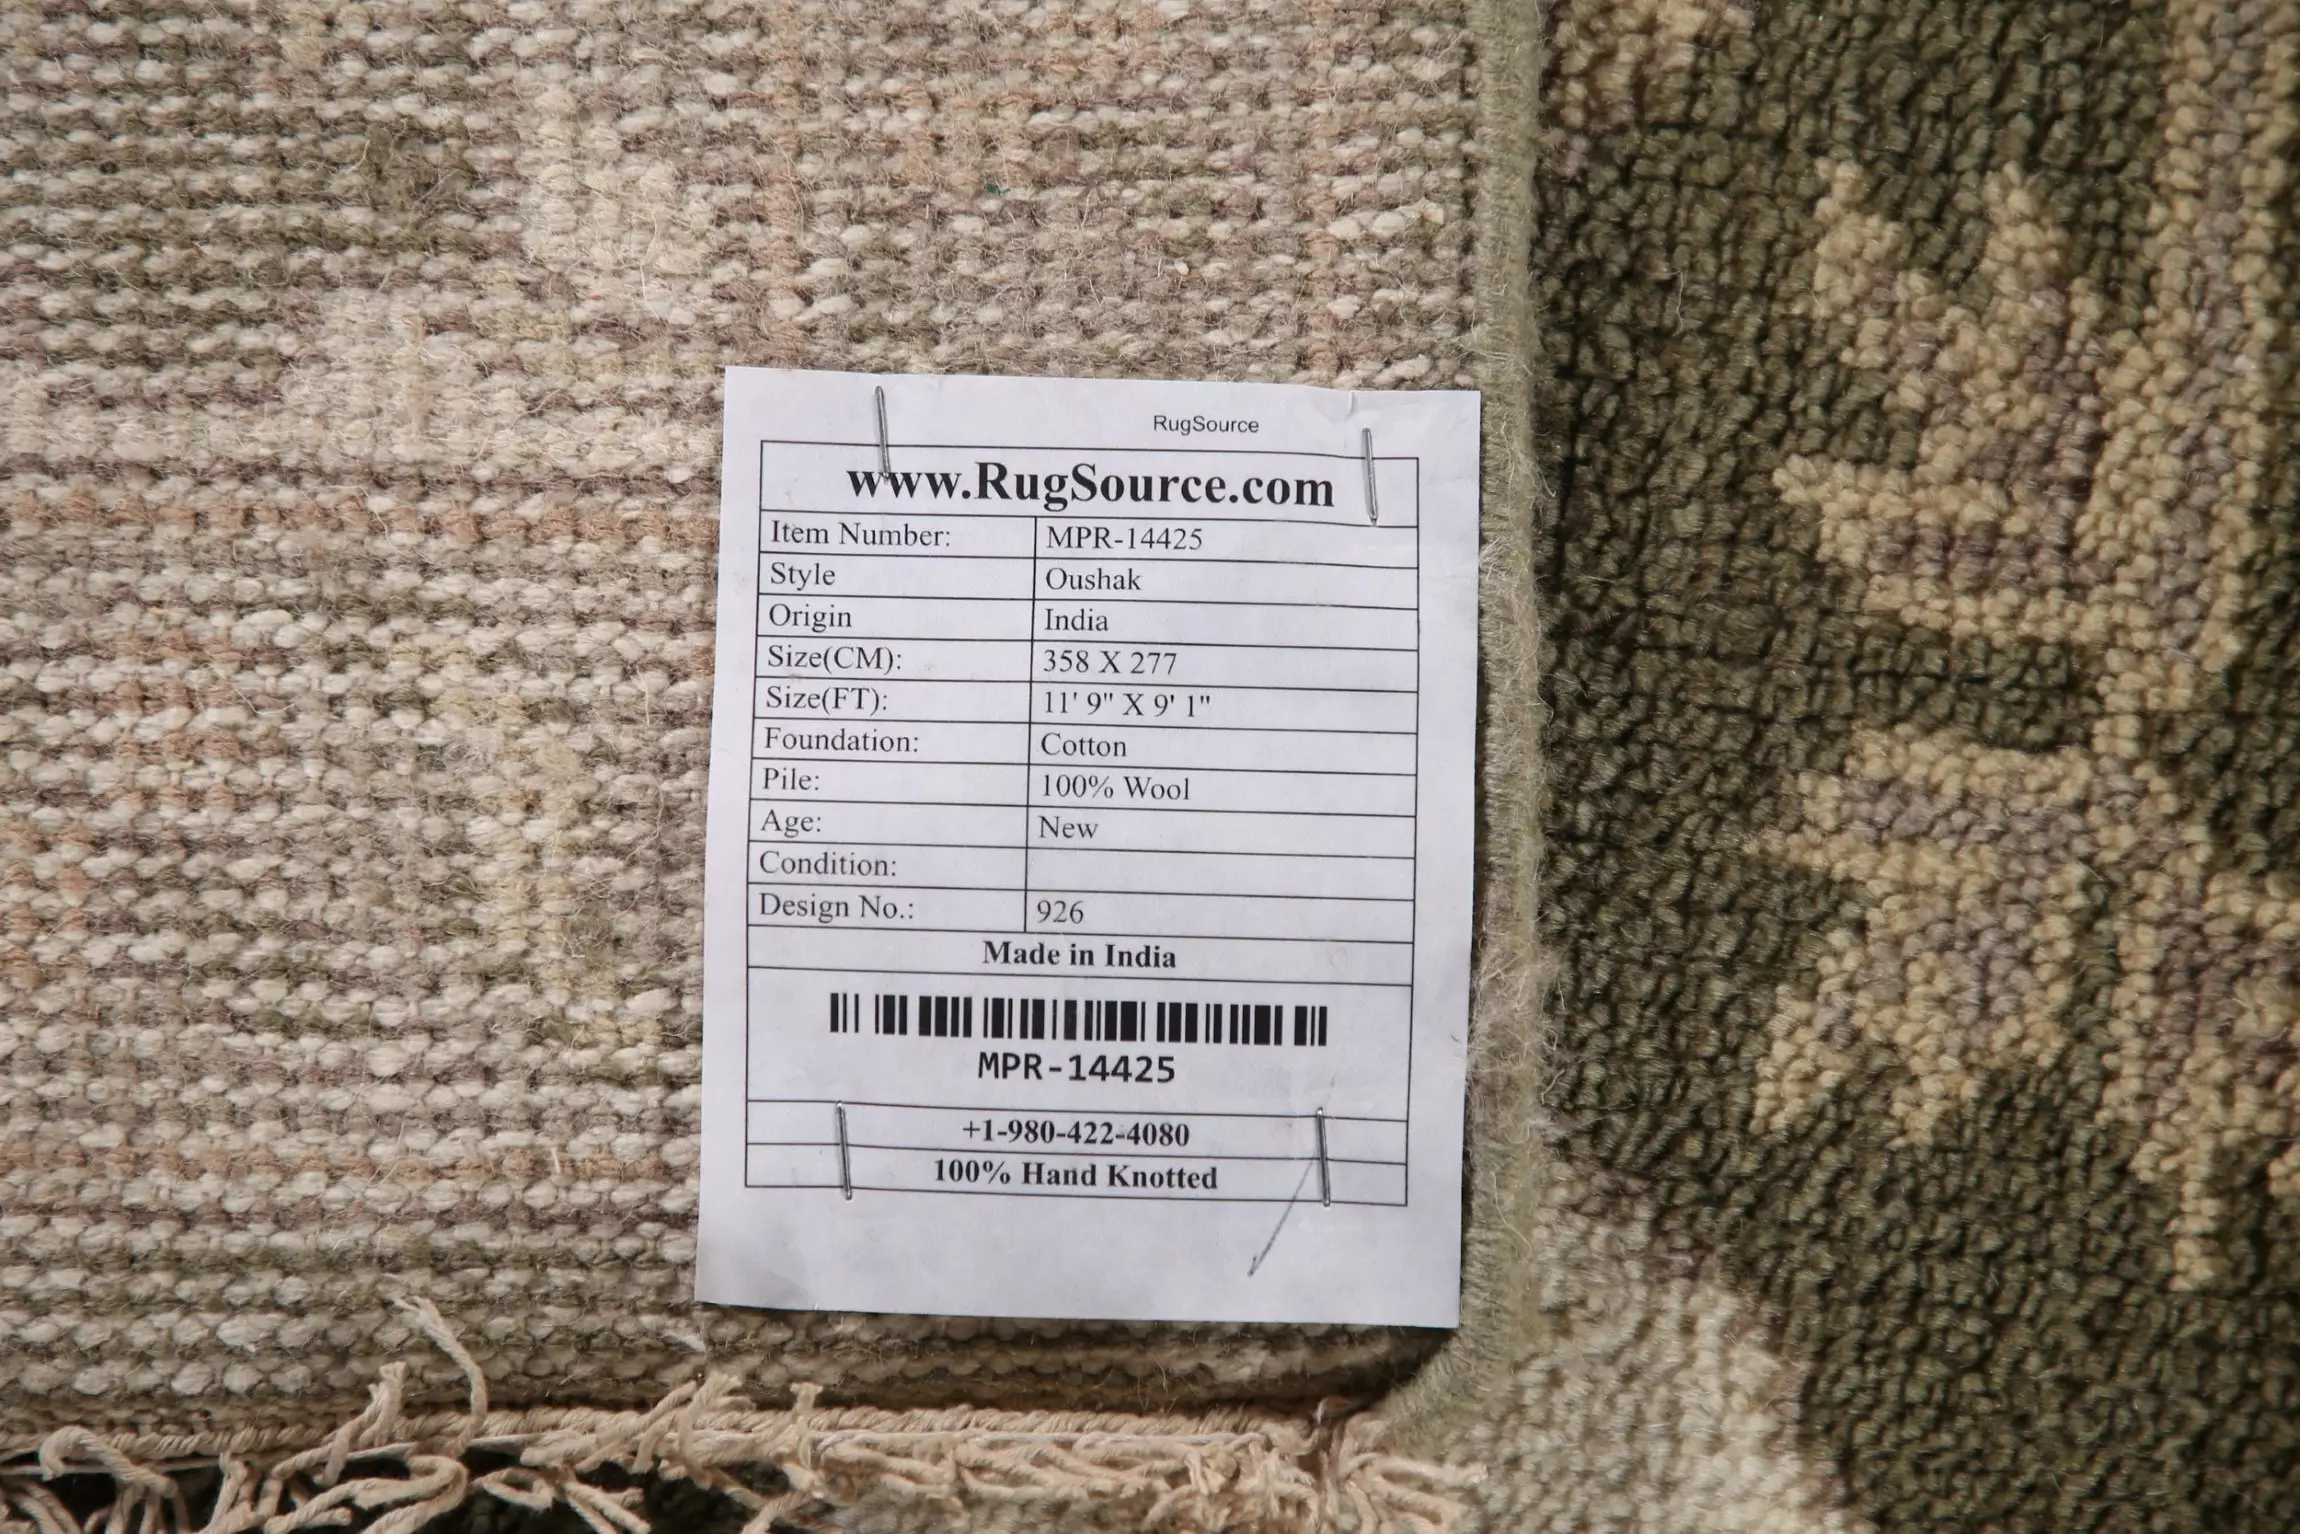 RugSource
www.RugSource.com
Item Number: MPR-14425
Style Oushak
Origin India
Size(CM): 358 X 277
Size(FT): 11' 9" X 9' 1"
Foundation: Cotton
Pile: 100% Wool
Age: New
Condition:
Design No.: 926
Made in India
MPR-14425
+1-980-422-4080
100% Hand Knotted